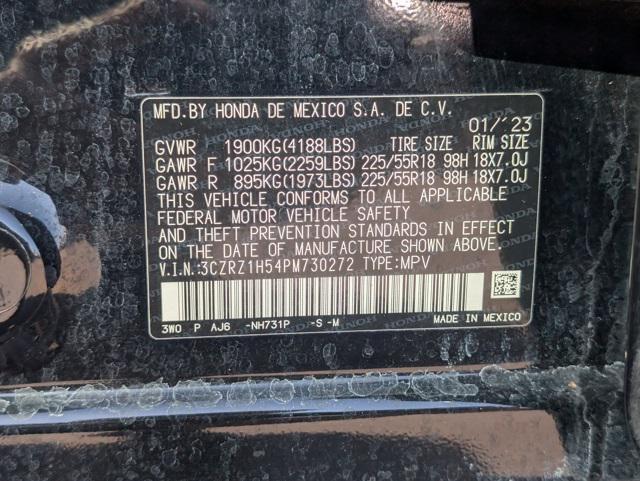 MFD.BY HONDA DE MEXICO S.A. DE C.V.
01/'23
GVWR 1900KG(4188LBS) TIRE SIZE RIM SIZE
GAWR F 1025KG(2259LBS) 225/55R18 98H 18X7.0J
GAWR R 895KG(1973LBS) 225/55R18 98H 18X7.0J
THIS VEHICLE CONFORMS TO ALL APPLICABLE
FEDERAL MOTOR VEHICLE SAFETY
AND THEFT PREVENTION STANDARDS IN EFFECT
ON THE DATE OF MANUFACTURE SHOWN ABOVE.
V.I.N.:3CZRZ1H54PM730272 TYPE:MPV
3W0 P AJ6 -NH731P -S -M MADE IN MEXICO